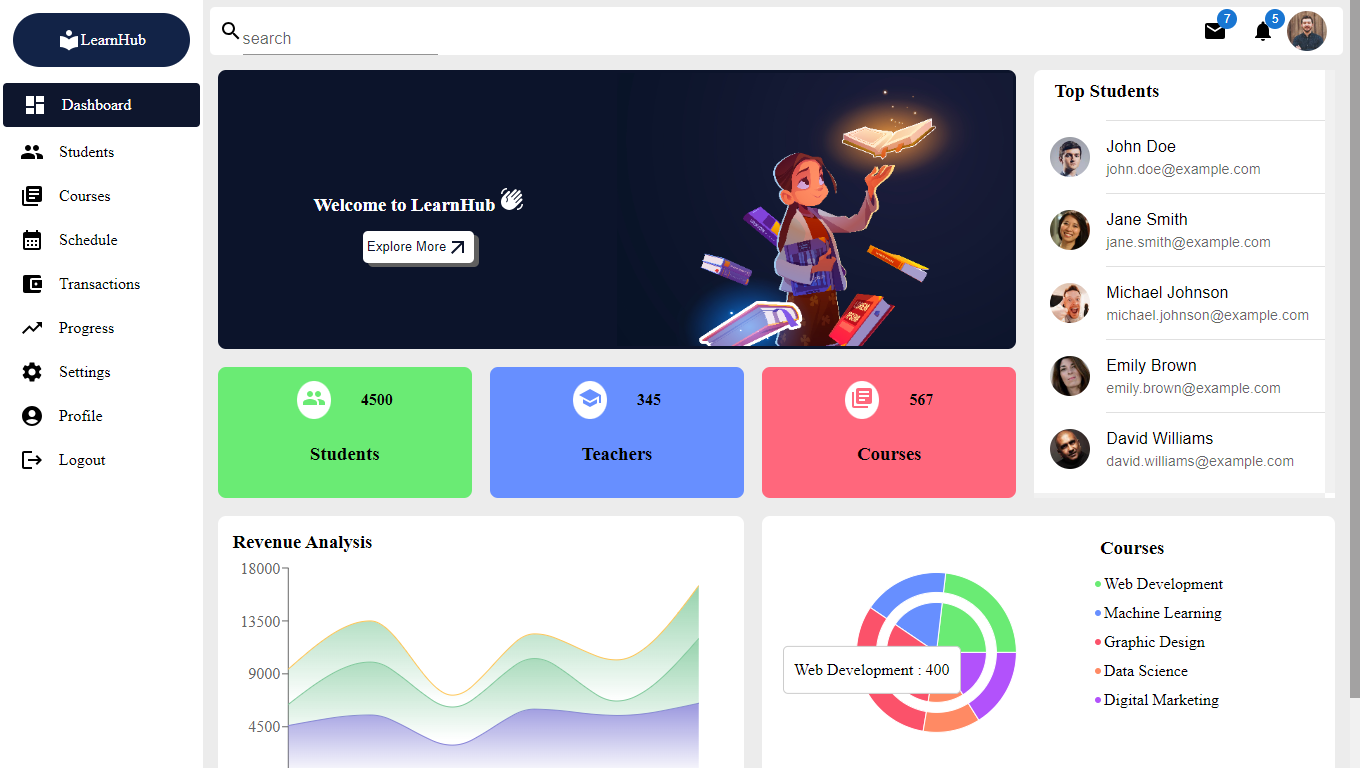 LearnHub
Dashboard
Students
Courses
Schedule
Transactions
Progress
Settings
Profile
Logout
search
7
5
Welcome to LearnHub
Explore More
4500
Students
345
Teachers
567
Courses
Top Students
John Doe
john.doe@example.com
Jane Smith
jane.smith@example.com
Michael Johnson
michael.johnson@example.com
Emily Brown
emily.brown@example.com
David Williams
david.williams@example.com
Revenue Analysis
18000
13500
9000
4500
Web Development : 400
Courses
Web Development
Machine Learning
Graphic Design
Data Science
Digital Marketing